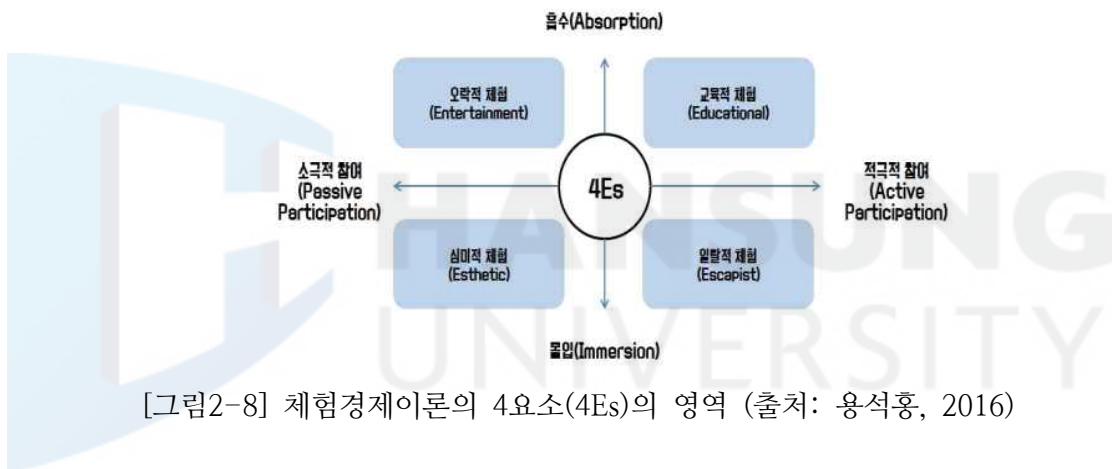 흡수(Absorption)
오락적 체험
(Entertainment)
교육적 체험
(Educational)
소극적 참여
(Passive
Participation)
4Es
적극적 참여
(Active
Participation)
심미적 체험
(Esthetic)
일탈적 체험
(Escapist)
몰입(Immersion)
HANSUNG
UNIVERSITY
[그림2-8] 체험경제이론의 4요소(4Es)의 영역 (출처: 용석홍, 2016)